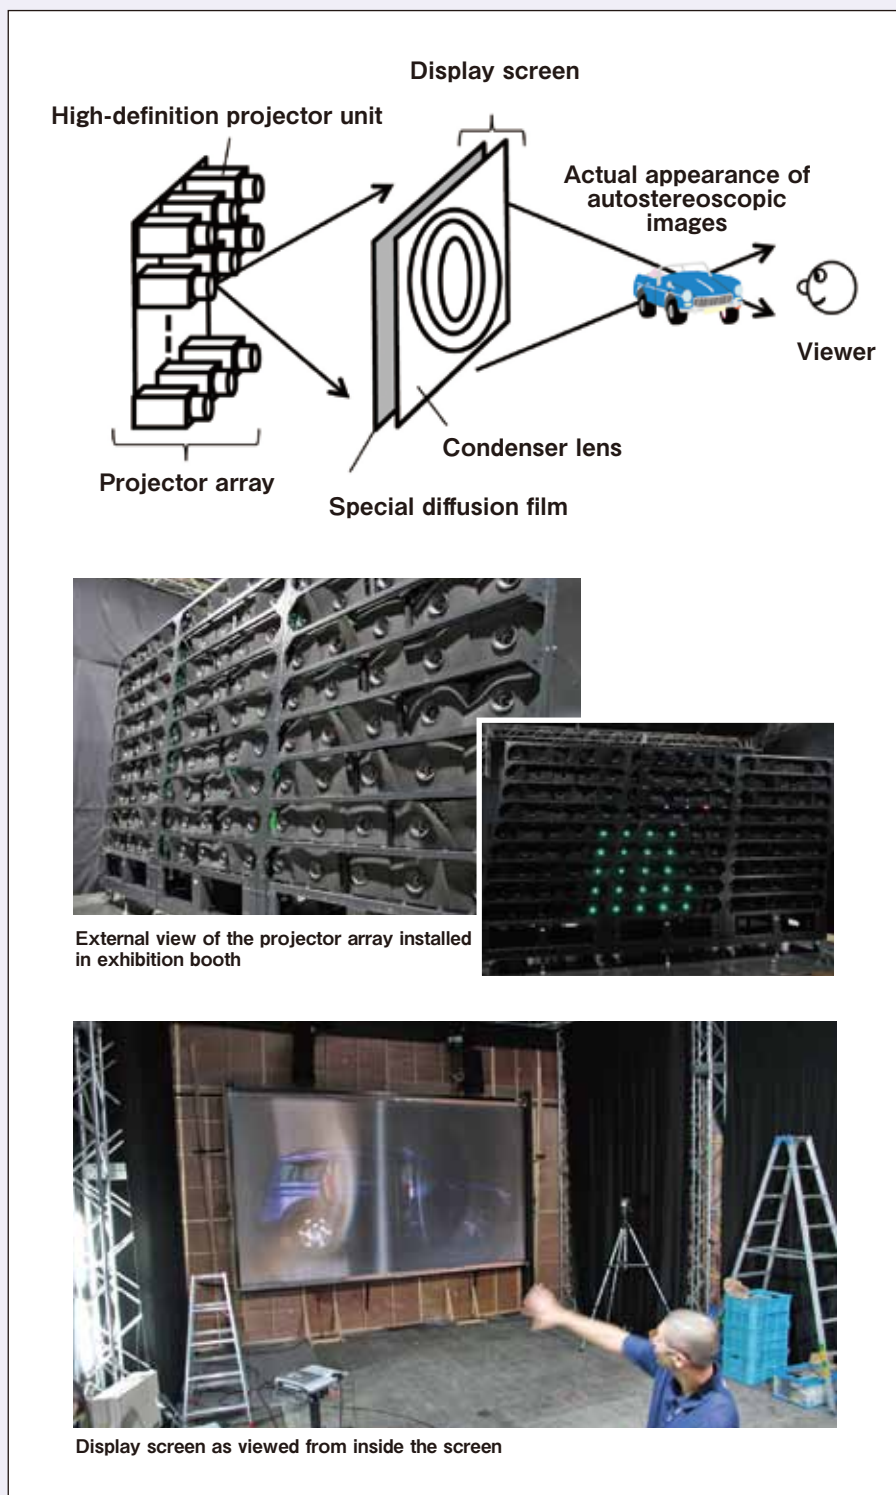 Display screen
High-definition projector unit
Actual appearance of
autostereoscopic
images
Viewer
Condenser lens
Projector array
Special diffusion film
External view of the projector array installed
in exhibition booth
Display screen as viewed from inside the screen